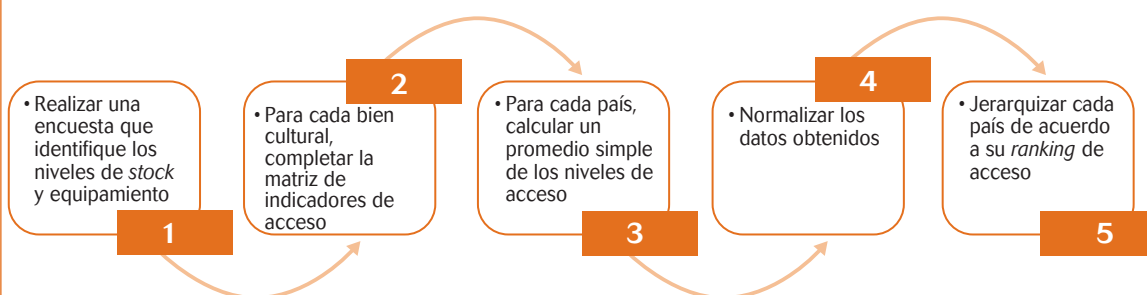 • Realizar una
encuesta que
identifique los
niveles de stock
y equipamiento
1
2
• Para cada bien
cultural,
completar la
matriz de
indicadores de
acceso
• Para cada país,
calcular un
promedio simple
de los niveles de
acceso
3
4
• Normalizar los
datos obtenidos
• Jerarquizar cada
país de acuerdo
a su ranking de
acceso
5